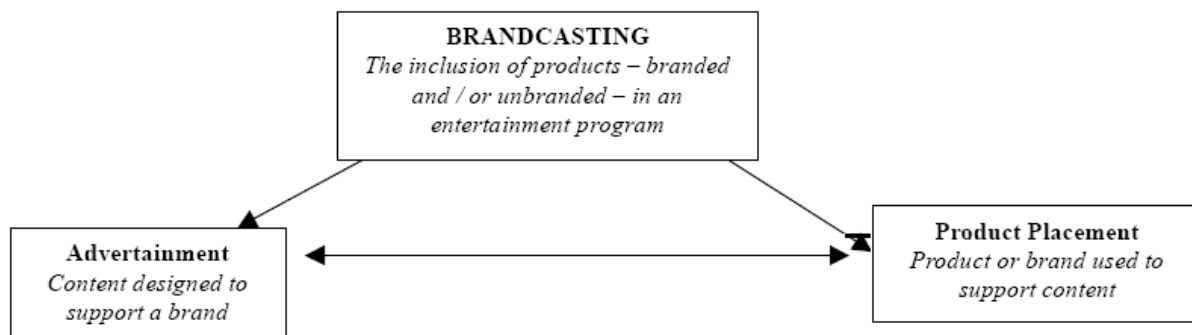 BRANDCASTING
The inclusion of products – branded
and / or unbranded – in an
entertainment program
Advertainment
Content designed to
support a brand
Product Placement
Product or brand used to
support content